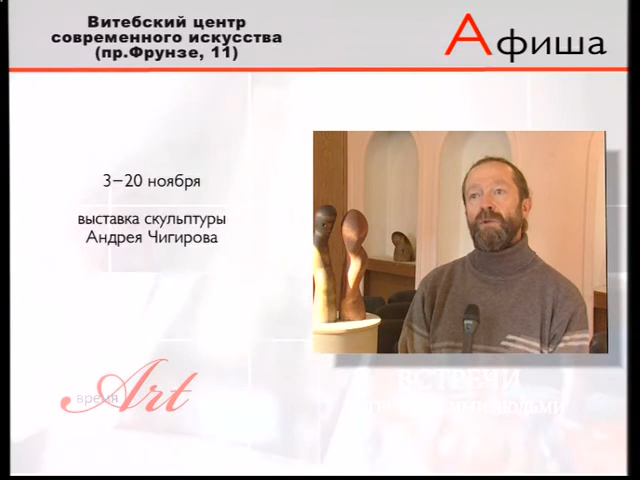 Витебский центр
современного искусства
(пр.Фрунзе, 11)
Афиша
3–20 ноября
выставка скульптуры
Андрея Чигирова
время Art
ВСТРЕЧИ